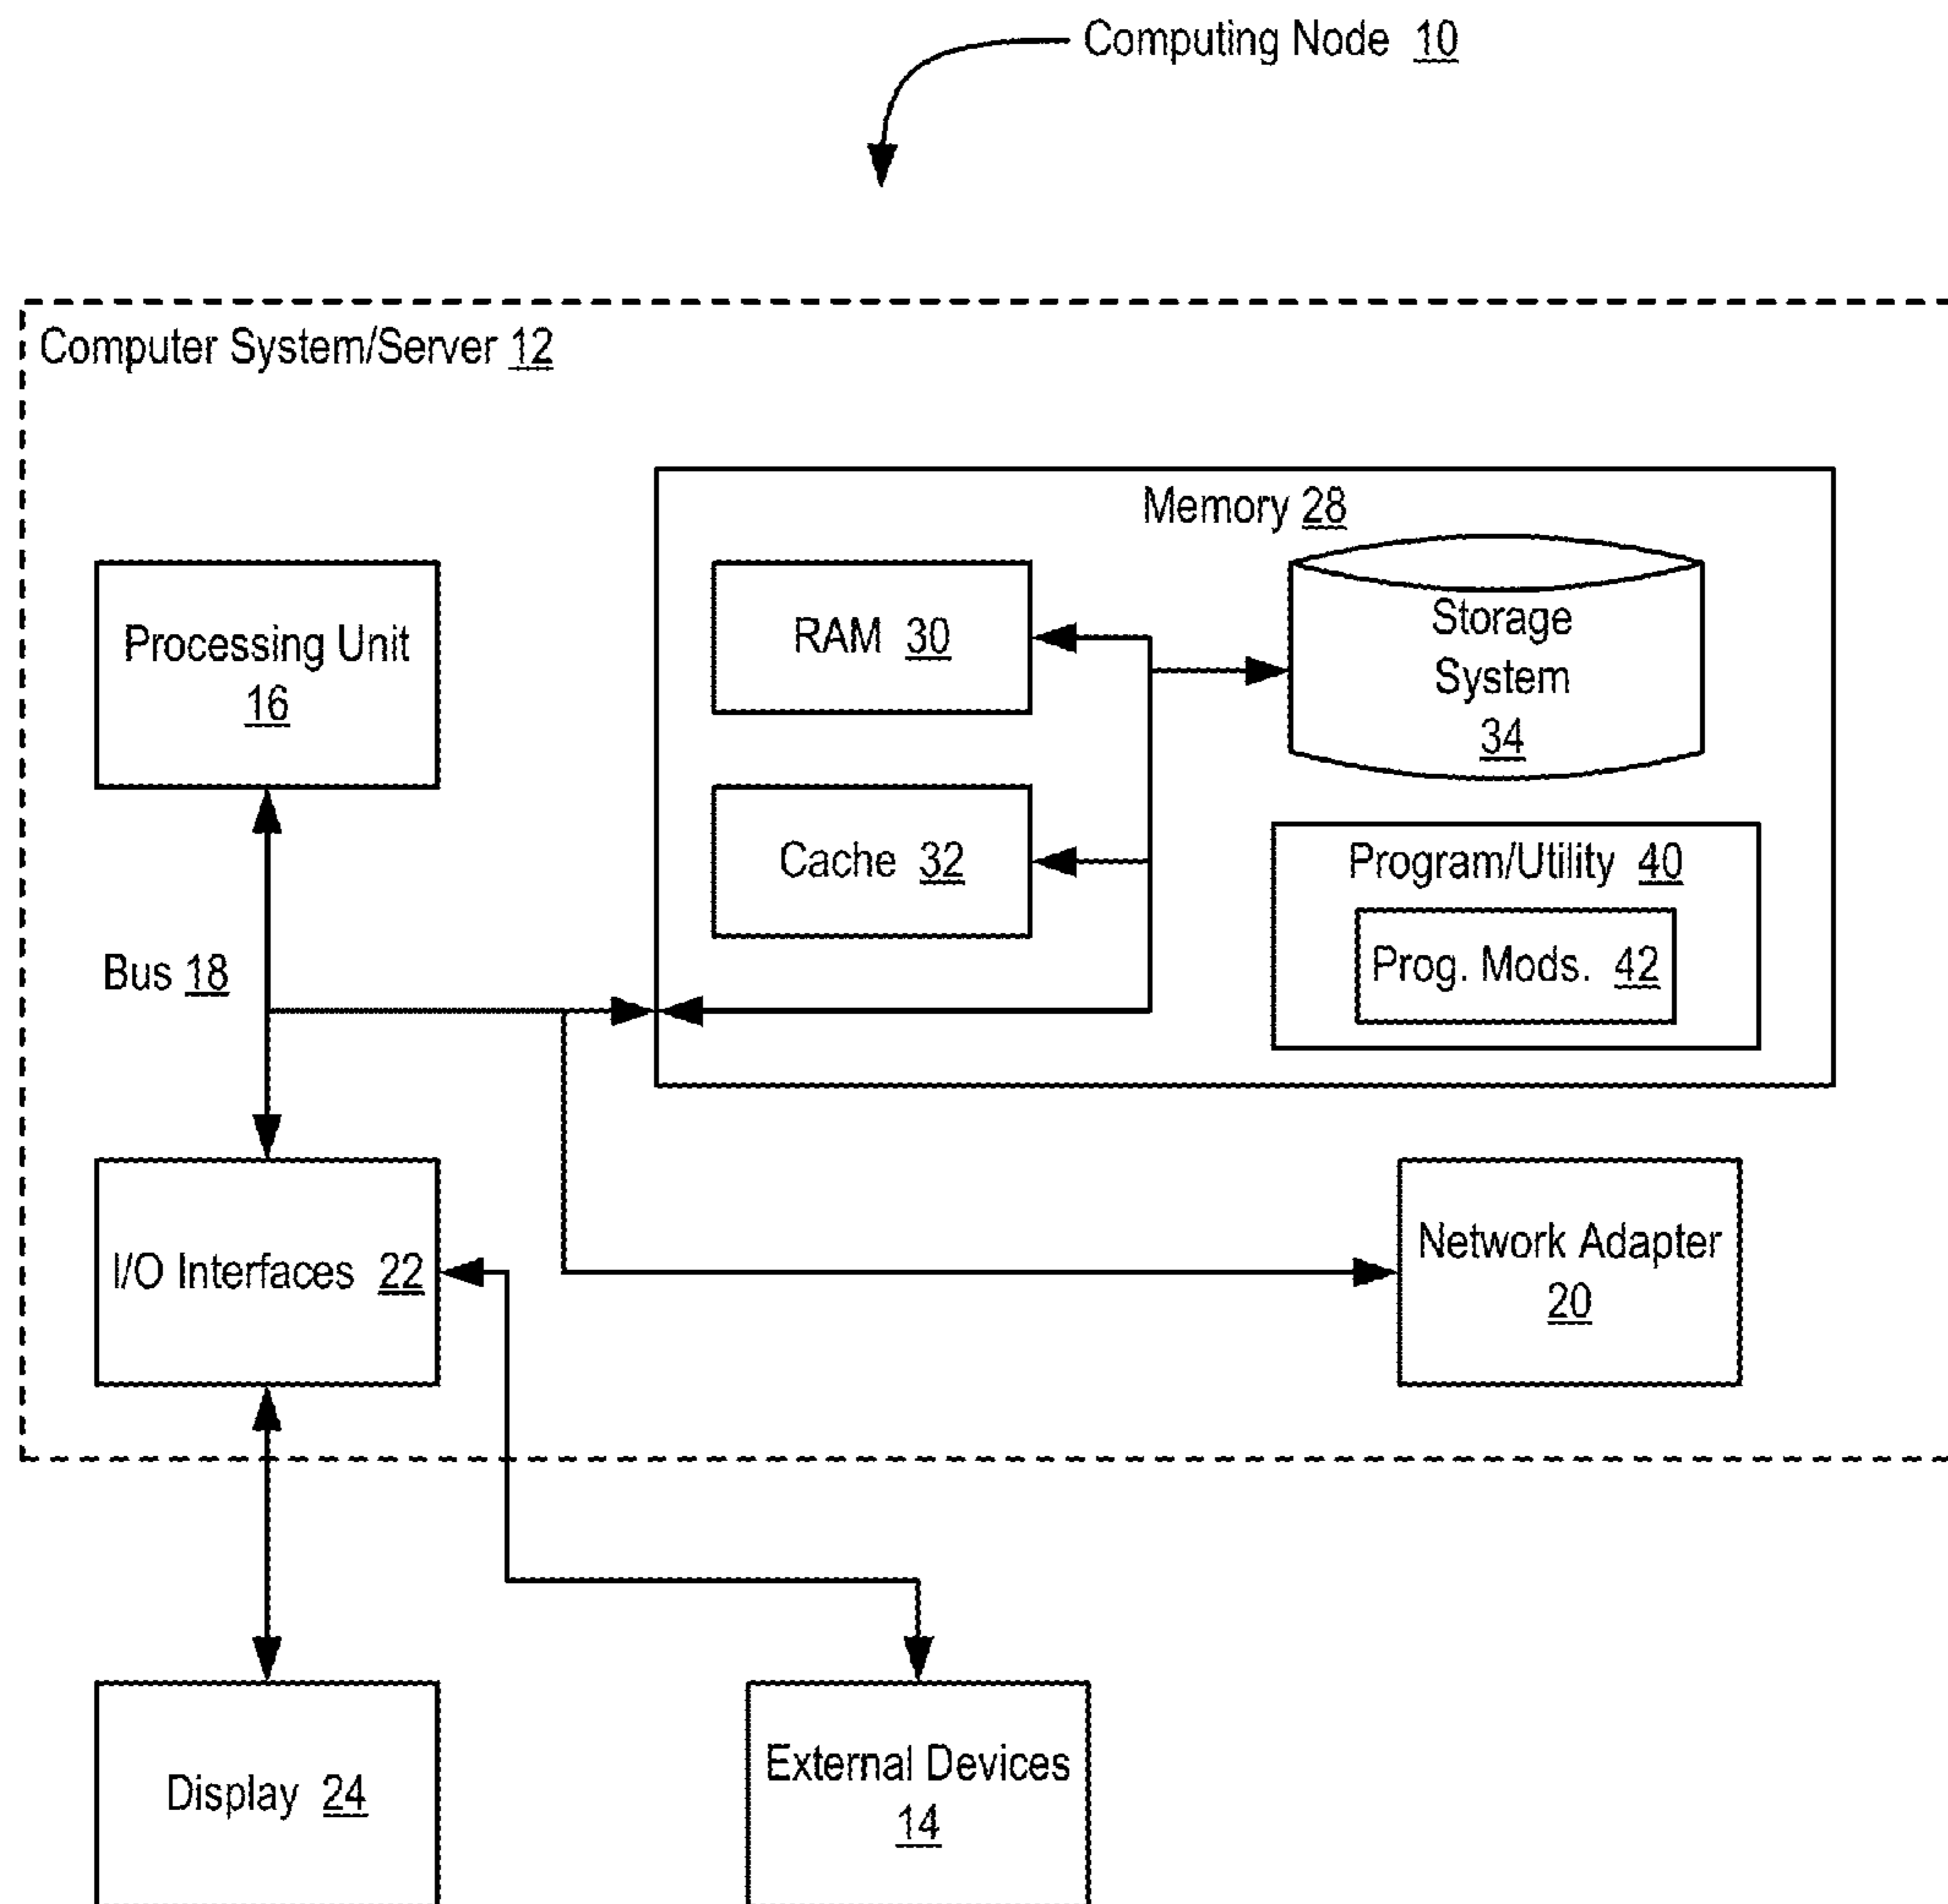 Computing Node 10
Computer System/Server 12
Memory 28
Processing Unit
16
RAM 30
Storage
System
34
Cache 32
Program/Utility 40
Prog. Mods. 42
Bus 18
I/O Interfaces 22
Network Adapter
20
Display 24
External Devices
14